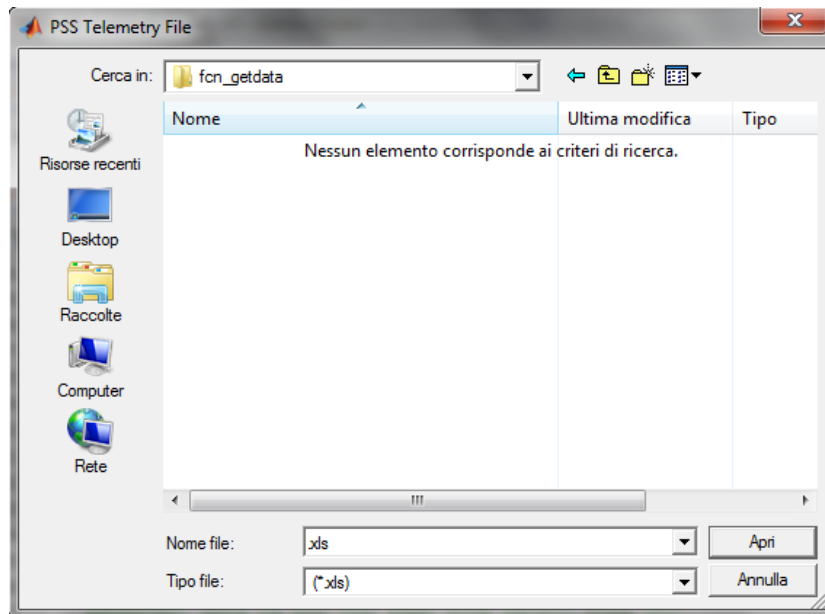 PSS Telemetry File
Cerca in:
fcn_getdata
Nome
Ultima modifica
Tipo
Nessun elemento corrisponde ai criteri di ricerca.
Risorse recenti
Desktop
Raccolte
Computer
Rete
Nome file:
.xls
Apri
Tipo file:
(*.xls)
Annulla